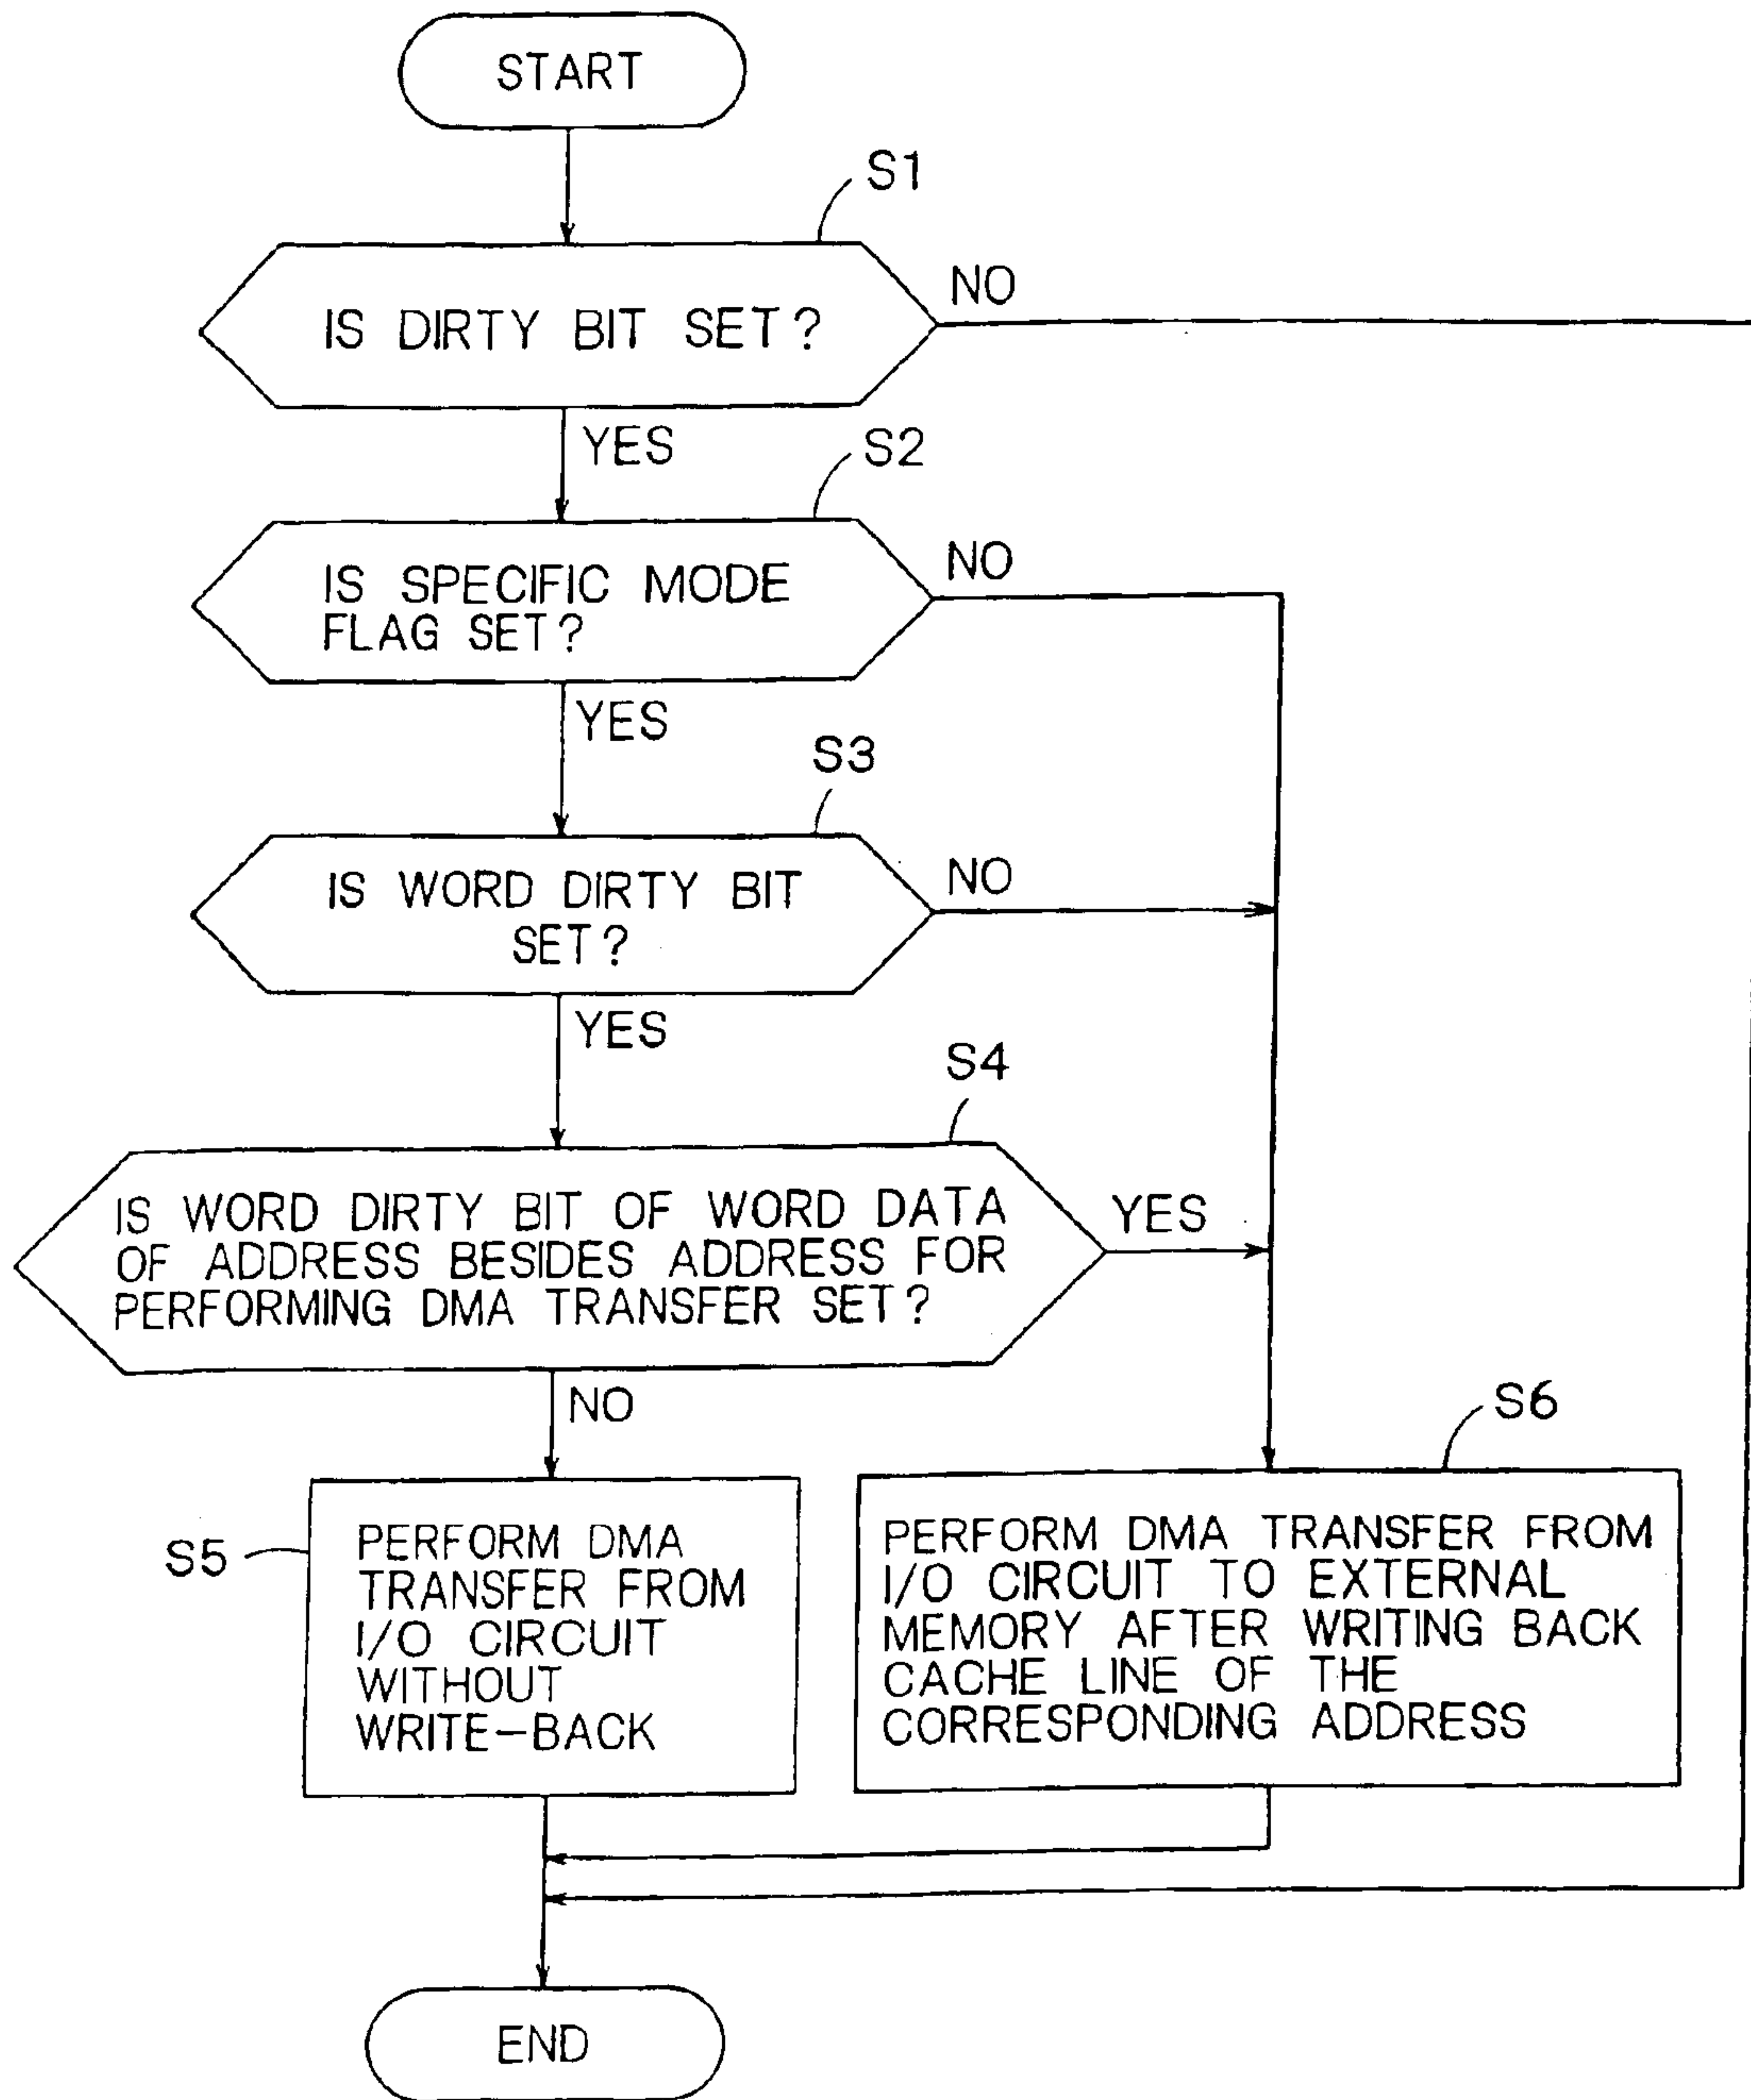 START
S1
IS DIRTY BIT SET?
NO
YES
S2
IS SPECIFIC MODE
FLAG SET?
NO
YES
S3
IS WORD DIRTY BIT
SET?
NO
YES
S4
IS WORD DIRTY BIT OF WORD DATA
OF ADDRESS BESIDES ADDRESS FOR
PERFORMING DMA TRANSFER SET?
YES
NO
S5
PERFORM DMA
TRANSFER FROM
I/O CIRCUIT
WITHOUT
WRITE-BACK
S6
PERFORM DMA TRANSFER FROM
I/O CIRCUIT TO EXTERNAL
MEMORY AFTER WRITING BACK
CACHE LINE OF THE
CORRESPONDING ADDRESS
END